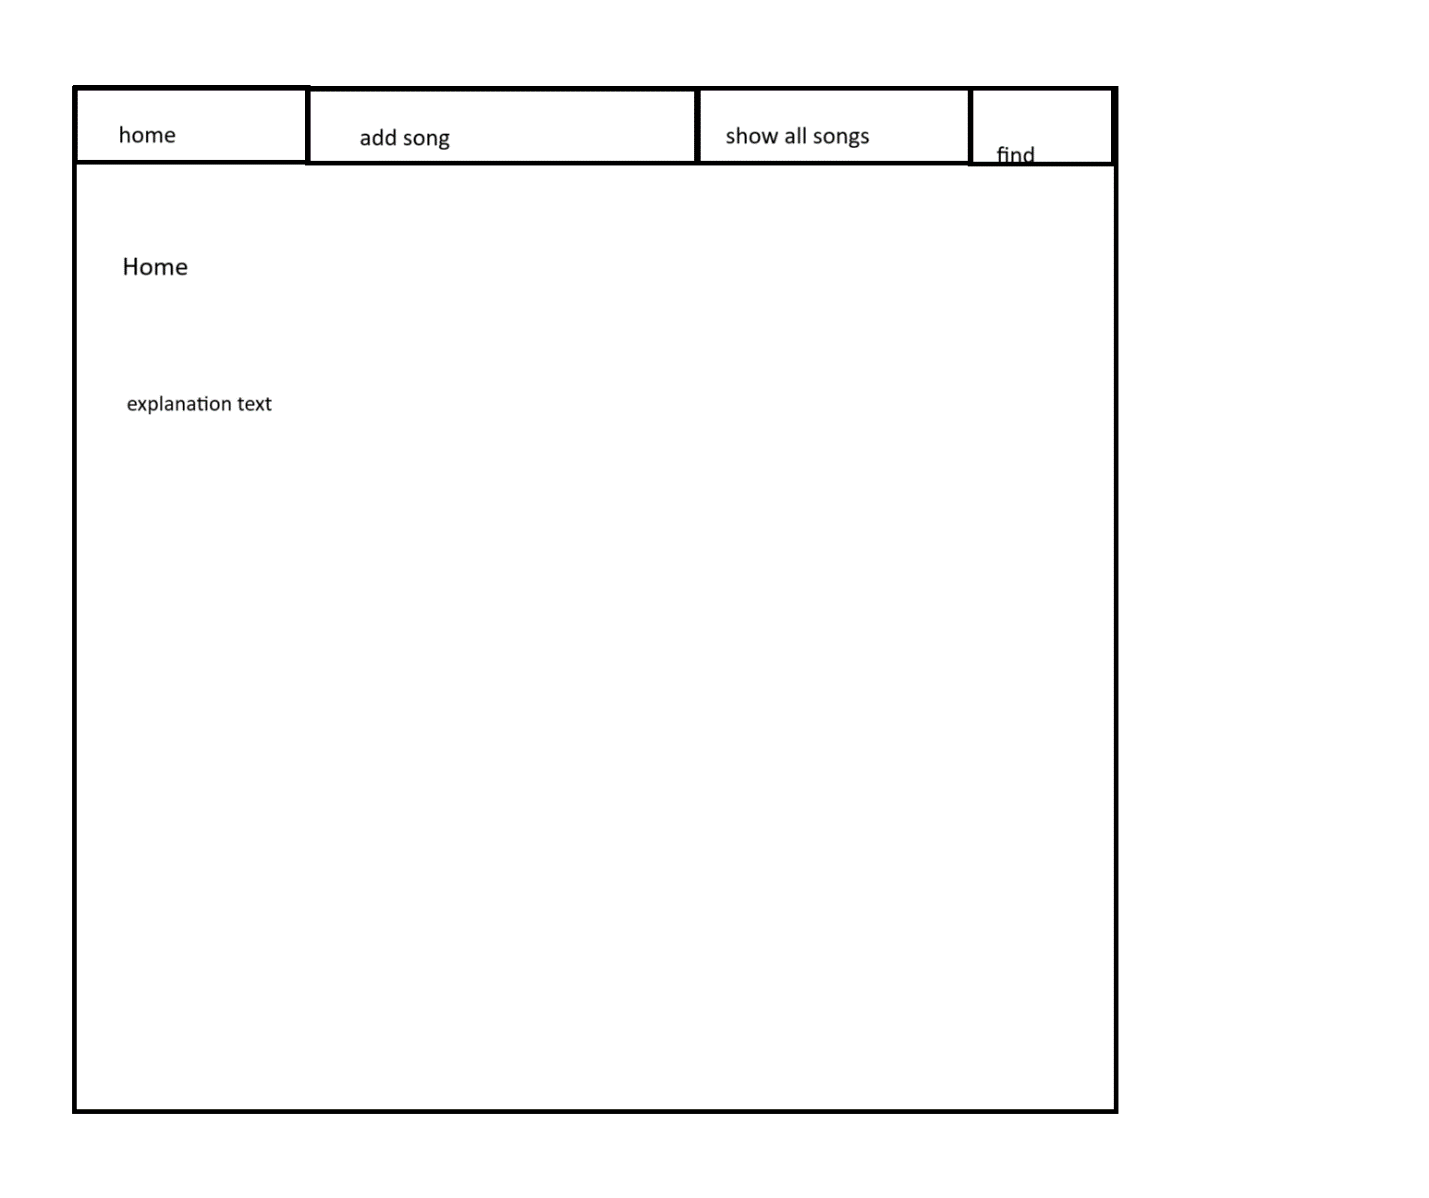 home
add song
show all songs
find
Home
explanation text